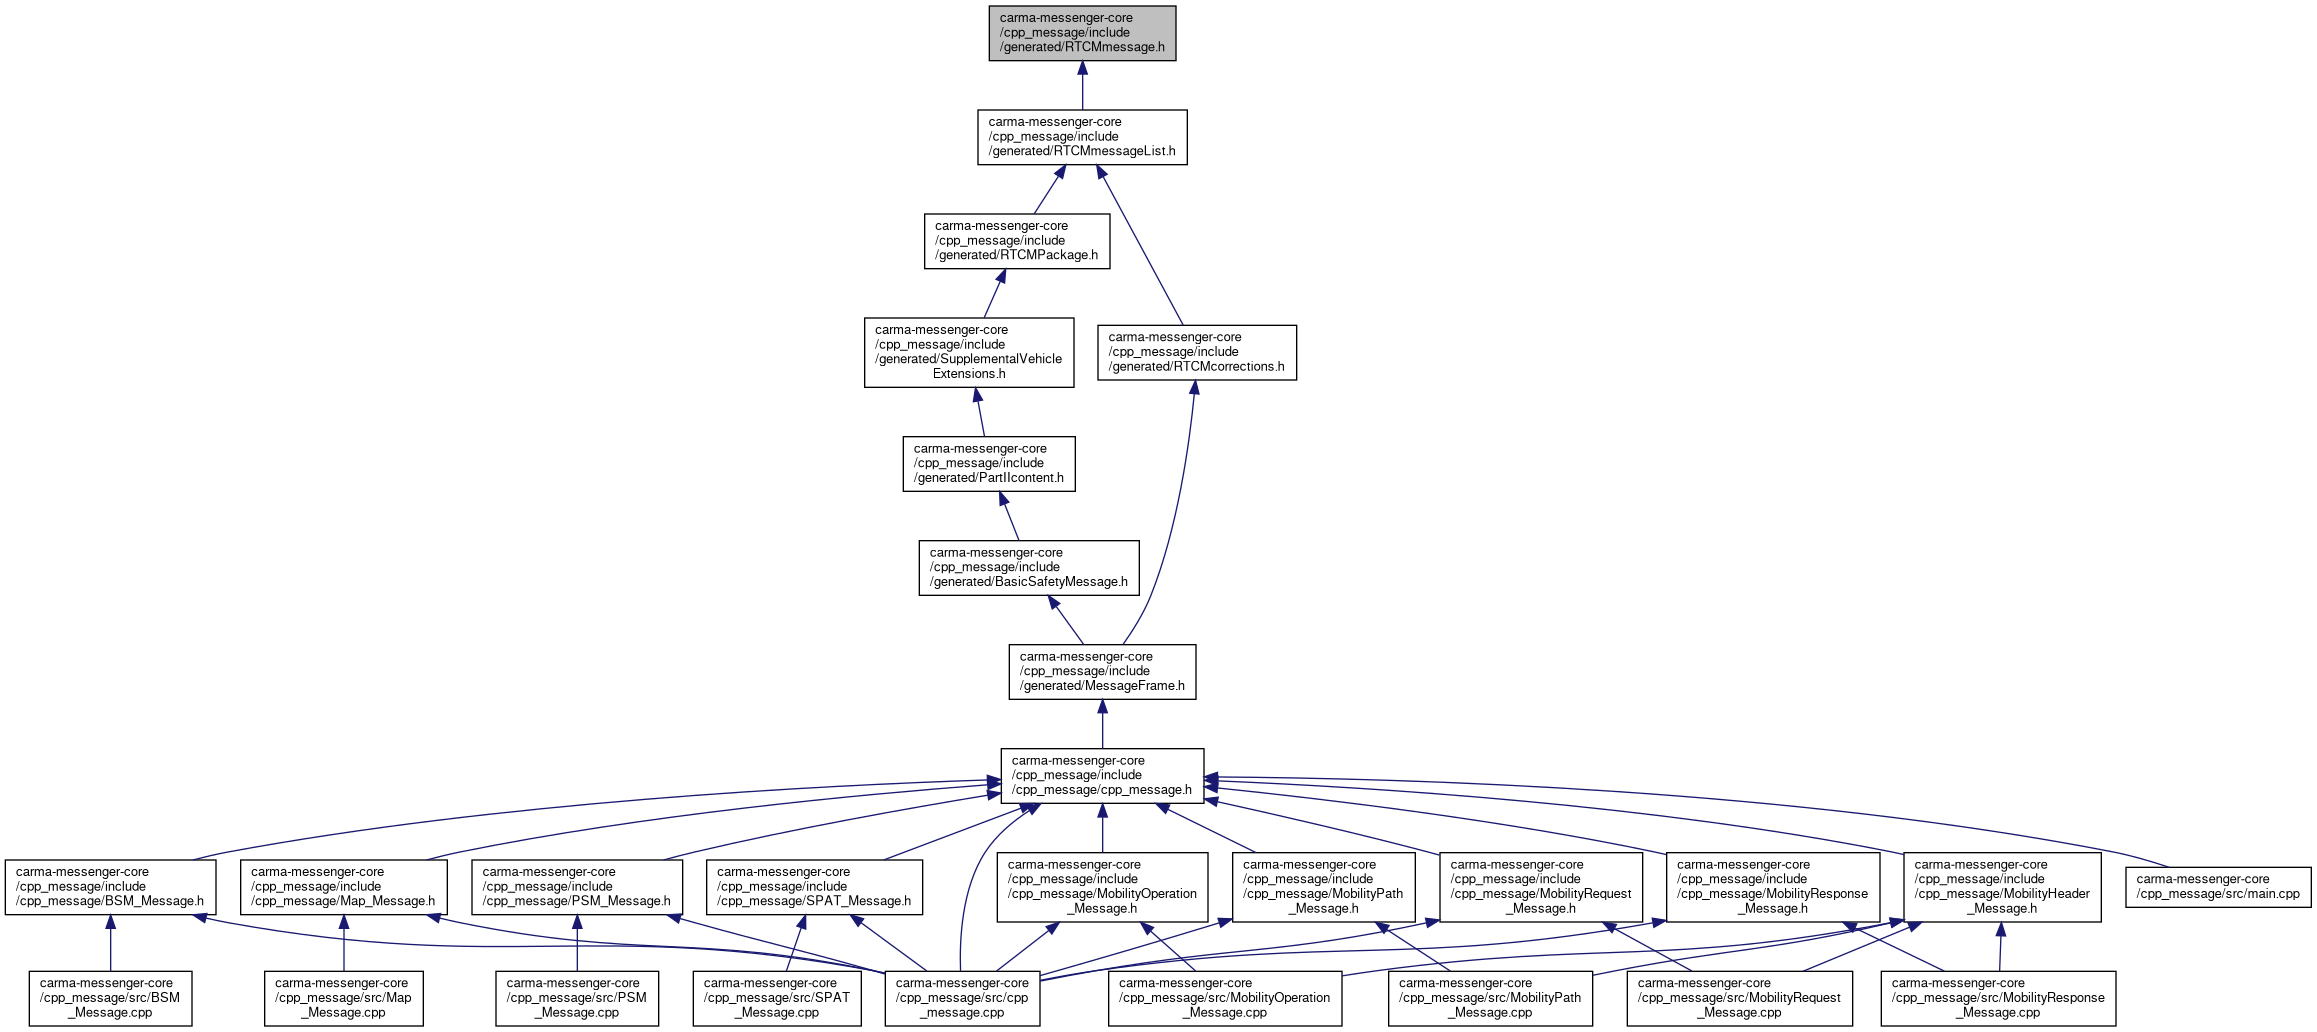 carma-messenger-core
/cpp_message/include
/generated/RTCMmessage.h
carma-messenger-core
/cpp_message/include
/generated/RTCMmessageList.h
carma-messenger-core
/cpp_message/include
/generated/RTCMPackage.h
carma-messenger-core
/cpp_message/include
/generated/SupplementalVehicle
Extensions.h
carma-messenger-core
/cpp_message/include
/generated/RTCMcorrections.h
carma-messenger-core
/cpp_message/include
/generated/PartIIcontent.h
carma-messenger-core
/cpp_message/include
/generated/BasicSafetyMessage.h
carma-messenger-core
/cpp_message/include
/generated/MessageFrame.h
carma-messenger-core
/cpp_message/include
/cpp_message/cpp_message.h
carma-messenger-core
/cpp_message/include
/cpp_message/BSM_Message.h
carma-messenger-core
/cpp_message/include
/cpp_message/Map_Message.h
carma-messenger-core
/cpp_message/include
/cpp_message/PSM_Message.h
carma-messenger-core
/cpp_message/include
/cpp_message/SPAT_Message.h
carma-messenger-core
/cpp_message/include
/cpp_message/MobilityOperation
_Message.h
carma-messenger-core
/cpp_message/include
/cpp_message/MobilityPath
_Message.h
carma-messenger-core
/cpp_message/include
/cpp_message/MobilityRequest
_Message.h
carma-messenger-core
/cpp_message/include
/cpp_message/MobilityResponse
_Message.h
carma-messenger-core
/cpp_message/include
/cpp_message/MobilityHeader
_Message.h
carma-messenger-core
/cpp_message/src/main.cpp
carma-messenger-core
/cpp_message/src/BSM
_Message.cpp
carma-messenger-core
/cpp_message/src/Map
_Message.cpp
carma-messenger-core
/cpp_message/src/PSM
_Message.cpp
carma-messenger-core
/cpp_message/src/SPAT
_Message.cpp
carma-messenger-core
/cpp_message/src/cpp
_message.cpp
carma-messenger-core
/cpp_message/src/MobilityOperation
_Message.cpp
carma-messenger-core
/cpp_message/src/MobilityPath
_Message.cpp
carma-messenger-core
/cpp_message/src/MobilityRequest
_Message.cpp
carma-messenger-core
/cpp_message/src/MobilityResponse
_Message.cpp